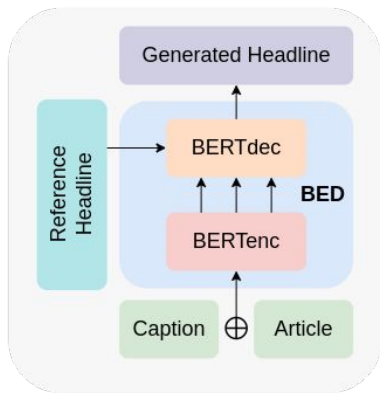 Generated Headline
Reference
Headline
BERTdec
BED
BERTenc
Caption
Article